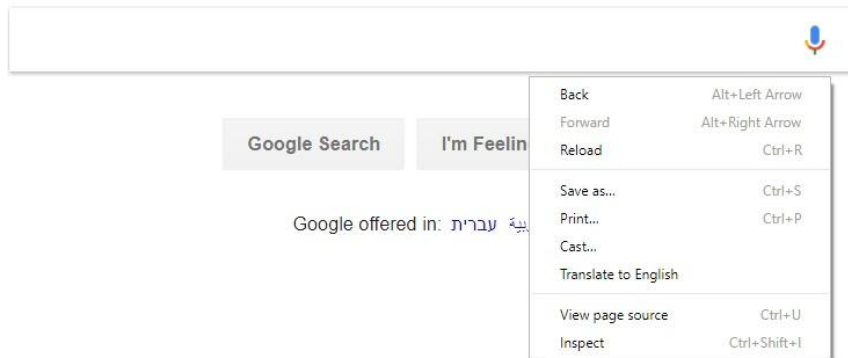 Google Search
I'm Feelin
Google offered in: עברית
Back Alt+Left Arrow
Forward Alt+Right Arrow
Reload Ctrl+R
Save as... Ctrl+S
Print... Ctrl+P
Cast...
Translate to English
View page source Ctrl+U
Inspect Ctrl+Shift+I